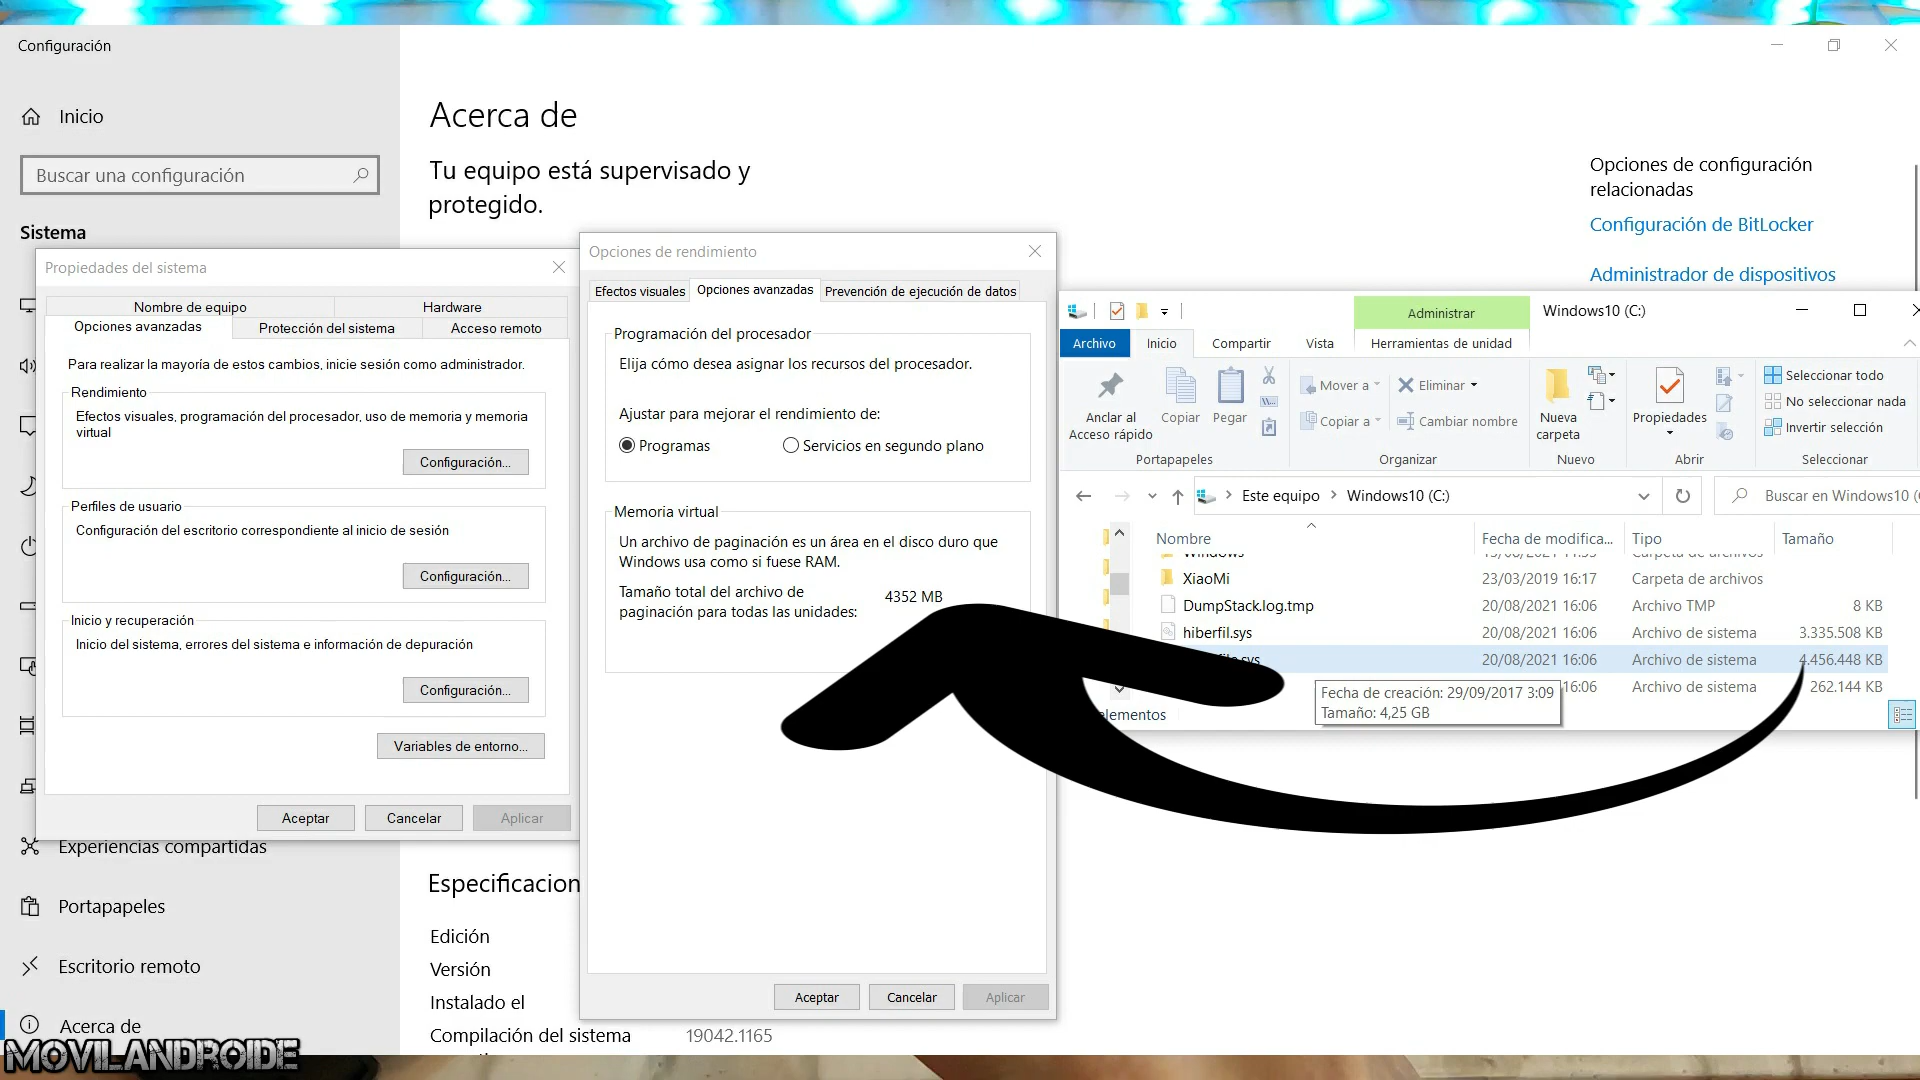 Configuración
Inicio
Buscar una configuración
Sistema
Experiencias compartidas
Portapapeles
Escritorio remoto
Acerca de
MOVILANDROIDE
Acerca de
Tu equipo está supervisado y
protegido.
Especificacion
Edición
Versión
Instalado el
Compilación del sistema 19042.1165
Opciones de configuración
relacionadas
Configuración de BitLocker
Administrador de dispositivos
Propiedades del sistema
Nombre de equipo Hardware
Opciones avanzadas Protección del sistema Acceso remoto
Para realizar la mayoría de estos cambios, inicie sesión como administrador.
Rendimiento
Efectos visuales, programación del procesador, uso de memoria y memoria
virtual
Configuración...
Perfiles de usuario
Configuración del escritorio correspondiente al inicio de sesión
Configuración...
Inicio y recuperación
Inicio del sistema, errores del sistema e información de depuración
Configuración...
Variables de entorno...
Aceptar Cancelar Aplicar
Opciones de rendimiento
Efectos visuales Opciones avanzadas Prevención de ejecución de datos
Programación del procesador
Elija cómo desea asignar los recursos del procesador.
Ajustar para mejorar el rendimiento de:
Programas Servicios en segundo plano
Memoria virtual
Un archivo de paginación es un área en el disco duro que
Windows usa como si fuese RAM.
Tamaño total del archivo de
paginación para todas las unidades: 4352 MB
Aceptar Cancelar Aplicar
Administrar Windows10 (C:)
Archivo Inicio Compartir Vista Herramientas de unidad
Anclar al
Acceso rápido
Copiar
Pegar
Portapapeles
Mover a
Copiar a
Eliminar
Cambiar nombre
Organizar
Nueva
carpeta
Nuevo
Propiedades
Abrir
Seleccionar todo
No seleccionar nada
Invertir selección
Seleccionar
Este equipo Windows10 (C:)
Buscar en Windows10 (
Nombre Fecha de modifica... Tipo Tamaño
Windows 15/08/2021 11:55 Carpeta de archivos
XiaoMi 23/03/2019 16:17 Carpeta de archivos
DumpStack.log.tmp 20/08/2021 16:06 Archivo TMP 8 KB
hiberfil.sys 20/08/2021 16:06 Archivo de sistema 3.335.508 KB
.sys 20/08/2021 16:06 Archivo de sistema 4.456.448 KB
16:06 Archivo de sistema 262.144 KB
Fecha de creación: 29/09/2017 3:09
Tamaño: 4,25 GB
elementos